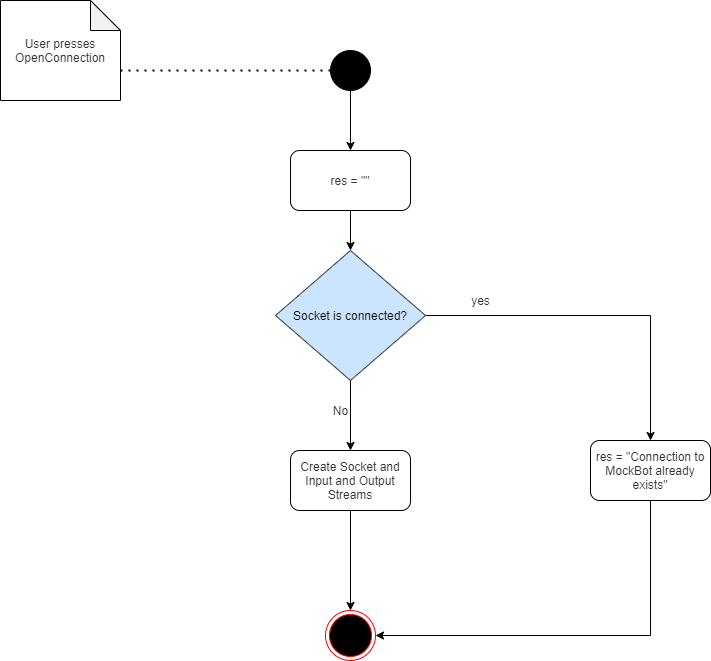 User presses
OpenConnection
res = ""
Socket is connected?
yes
No
Create Socket and
Input and Output
Streams
res = "Connection to
MockBot already
exists"